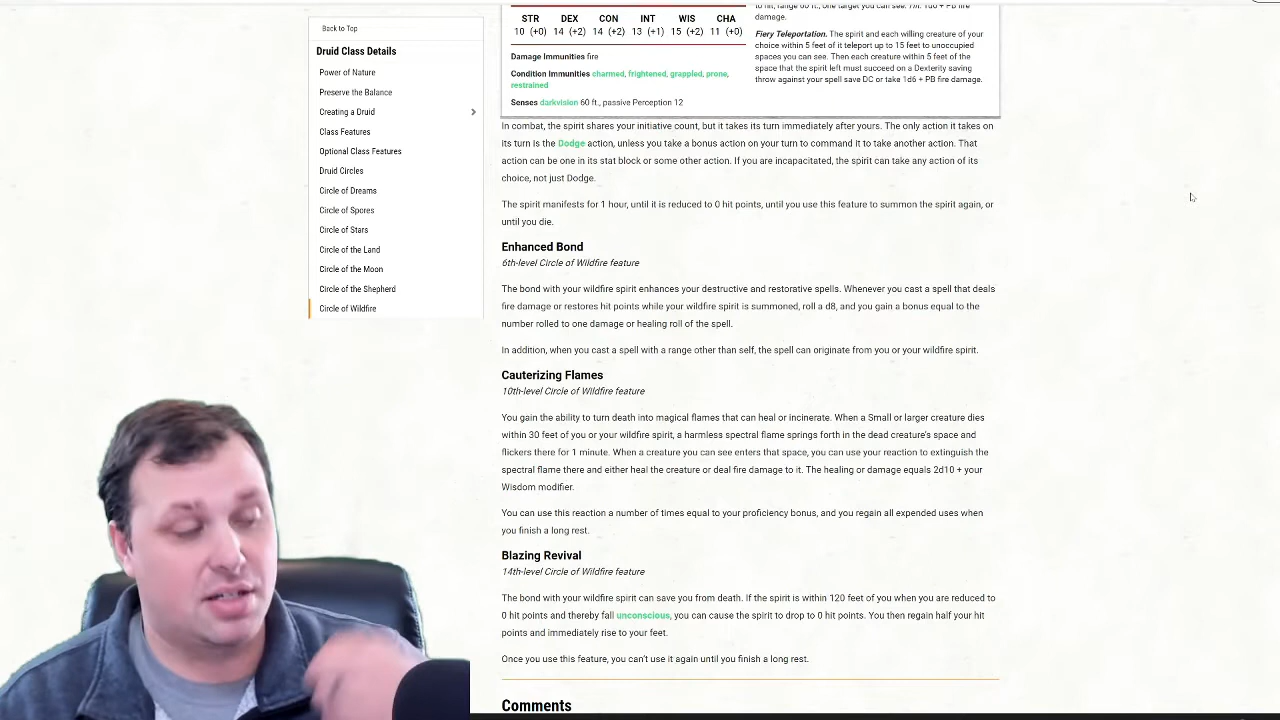 Back to Top
Druid Class Details
Power of Nature
Preserve the Balance
Creating a Druid
Class Features
Optional Class Features
Druid Circles
Circle of Dreams
Circle of Spores
Circle of Stars
Circle of the Land
Circle of the Moon
Circle of the Shepherd
Circle of Wildfire
STR DEX CON INT WIS CHA
10 (+0) 14 (+2) 14 (+2) 13 (+1) 15 (+2) 11 (+0)
Damage Immunities fire
Condition Immunities charmed, frightened, grappled, prone,
restrained
Senses darkvision 60 ft., passive Perception 12
to hit, range 60 ft., one target you can see. Hit: 1d6 + PB fire
damage.
Fiery Teleportation. The spirit and each willing creature of your
choice within 5 feet of it teleport up to 15 feet to unoccupied
spaces you can see. Then each creature within 5 feet of the
space that the spirit left must succeed on a Dexterity saving
throw against your spell save DC or take 1d6 + PB fire damage.
In combat, the spirit shares your initiative count, but it takes its turn immediately after yours. The only action it takes on
its turn is the Dodge action, unless you take a bonus action on your turn to command it to take another action. That
action can be one in its stat block or some other action. If you are incapacitated, the spirit can take any action of its
choice, not just Dodge.
The spirit manifests for 1 hour, until it is reduced to 0 hit points, until you use this feature to summon the spirit again, or
until you die.
Enhanced Bond
6th-level Circle of Wildfire feature
The bond with your wildfire spirit enhances your destructive and restorative spells. Whenever you cast a spell that deals
fire damage or restores hit points while your wildfire spirit is summoned, roll a d8, and you gain a bonus equal to the
number rolled to one damage or healing roll of the spell.
In addition, when you cast a spell with a range other than self, the spell can originate from you or your wildfire spirit.
Cauterizing Flames
10th-level Circle of Wildfire feature
You gain the ability to turn death into magical flames that can heal or incinerate. When a Small or larger creature dies
within 30 feet of you or your wildfire spirit, a harmless spectral flame springs forth in the dead creature's space and
flickers there for 1 minute. When a creature you can see enters that space, you can use your reaction to extinguish the
spectral flame there and either heal the creature or deal fire damage to it. The healing or damage equals 2d10 + your
Wisdom modifier.
You can use this reaction a number of times equal to your proficiency bonus, and you regain all expended uses when
you finish a long rest.
Blazing Revival
14th-level Circle of Wildfire feature
The bond with your wildfire spirit can save you from death. If the spirit is within 120 feet of you when you are reduced to
0 hit points and thereby fall unconscious, you can cause the spirit to drop to 0 hit points. You then regain half your hit
points and immediately rise to your feet.
Once you use this feature, you can't use it again until you finish a long rest.
Comments